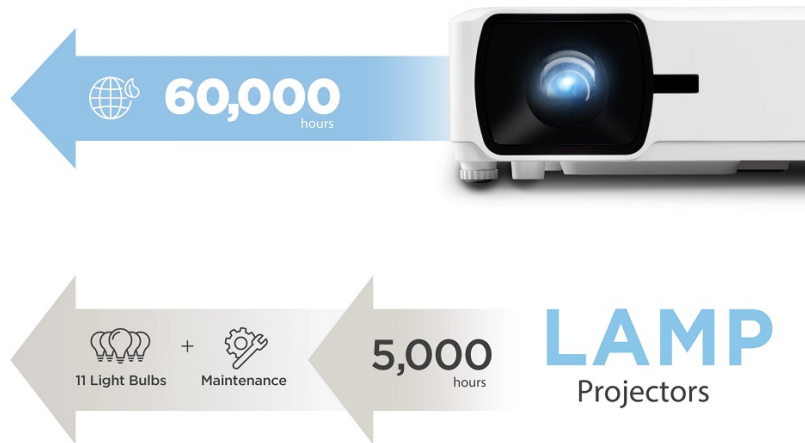 60,000
hours
LAMP
Projectors
5,000
hours
+
11 Light Bulbs
Maintenance